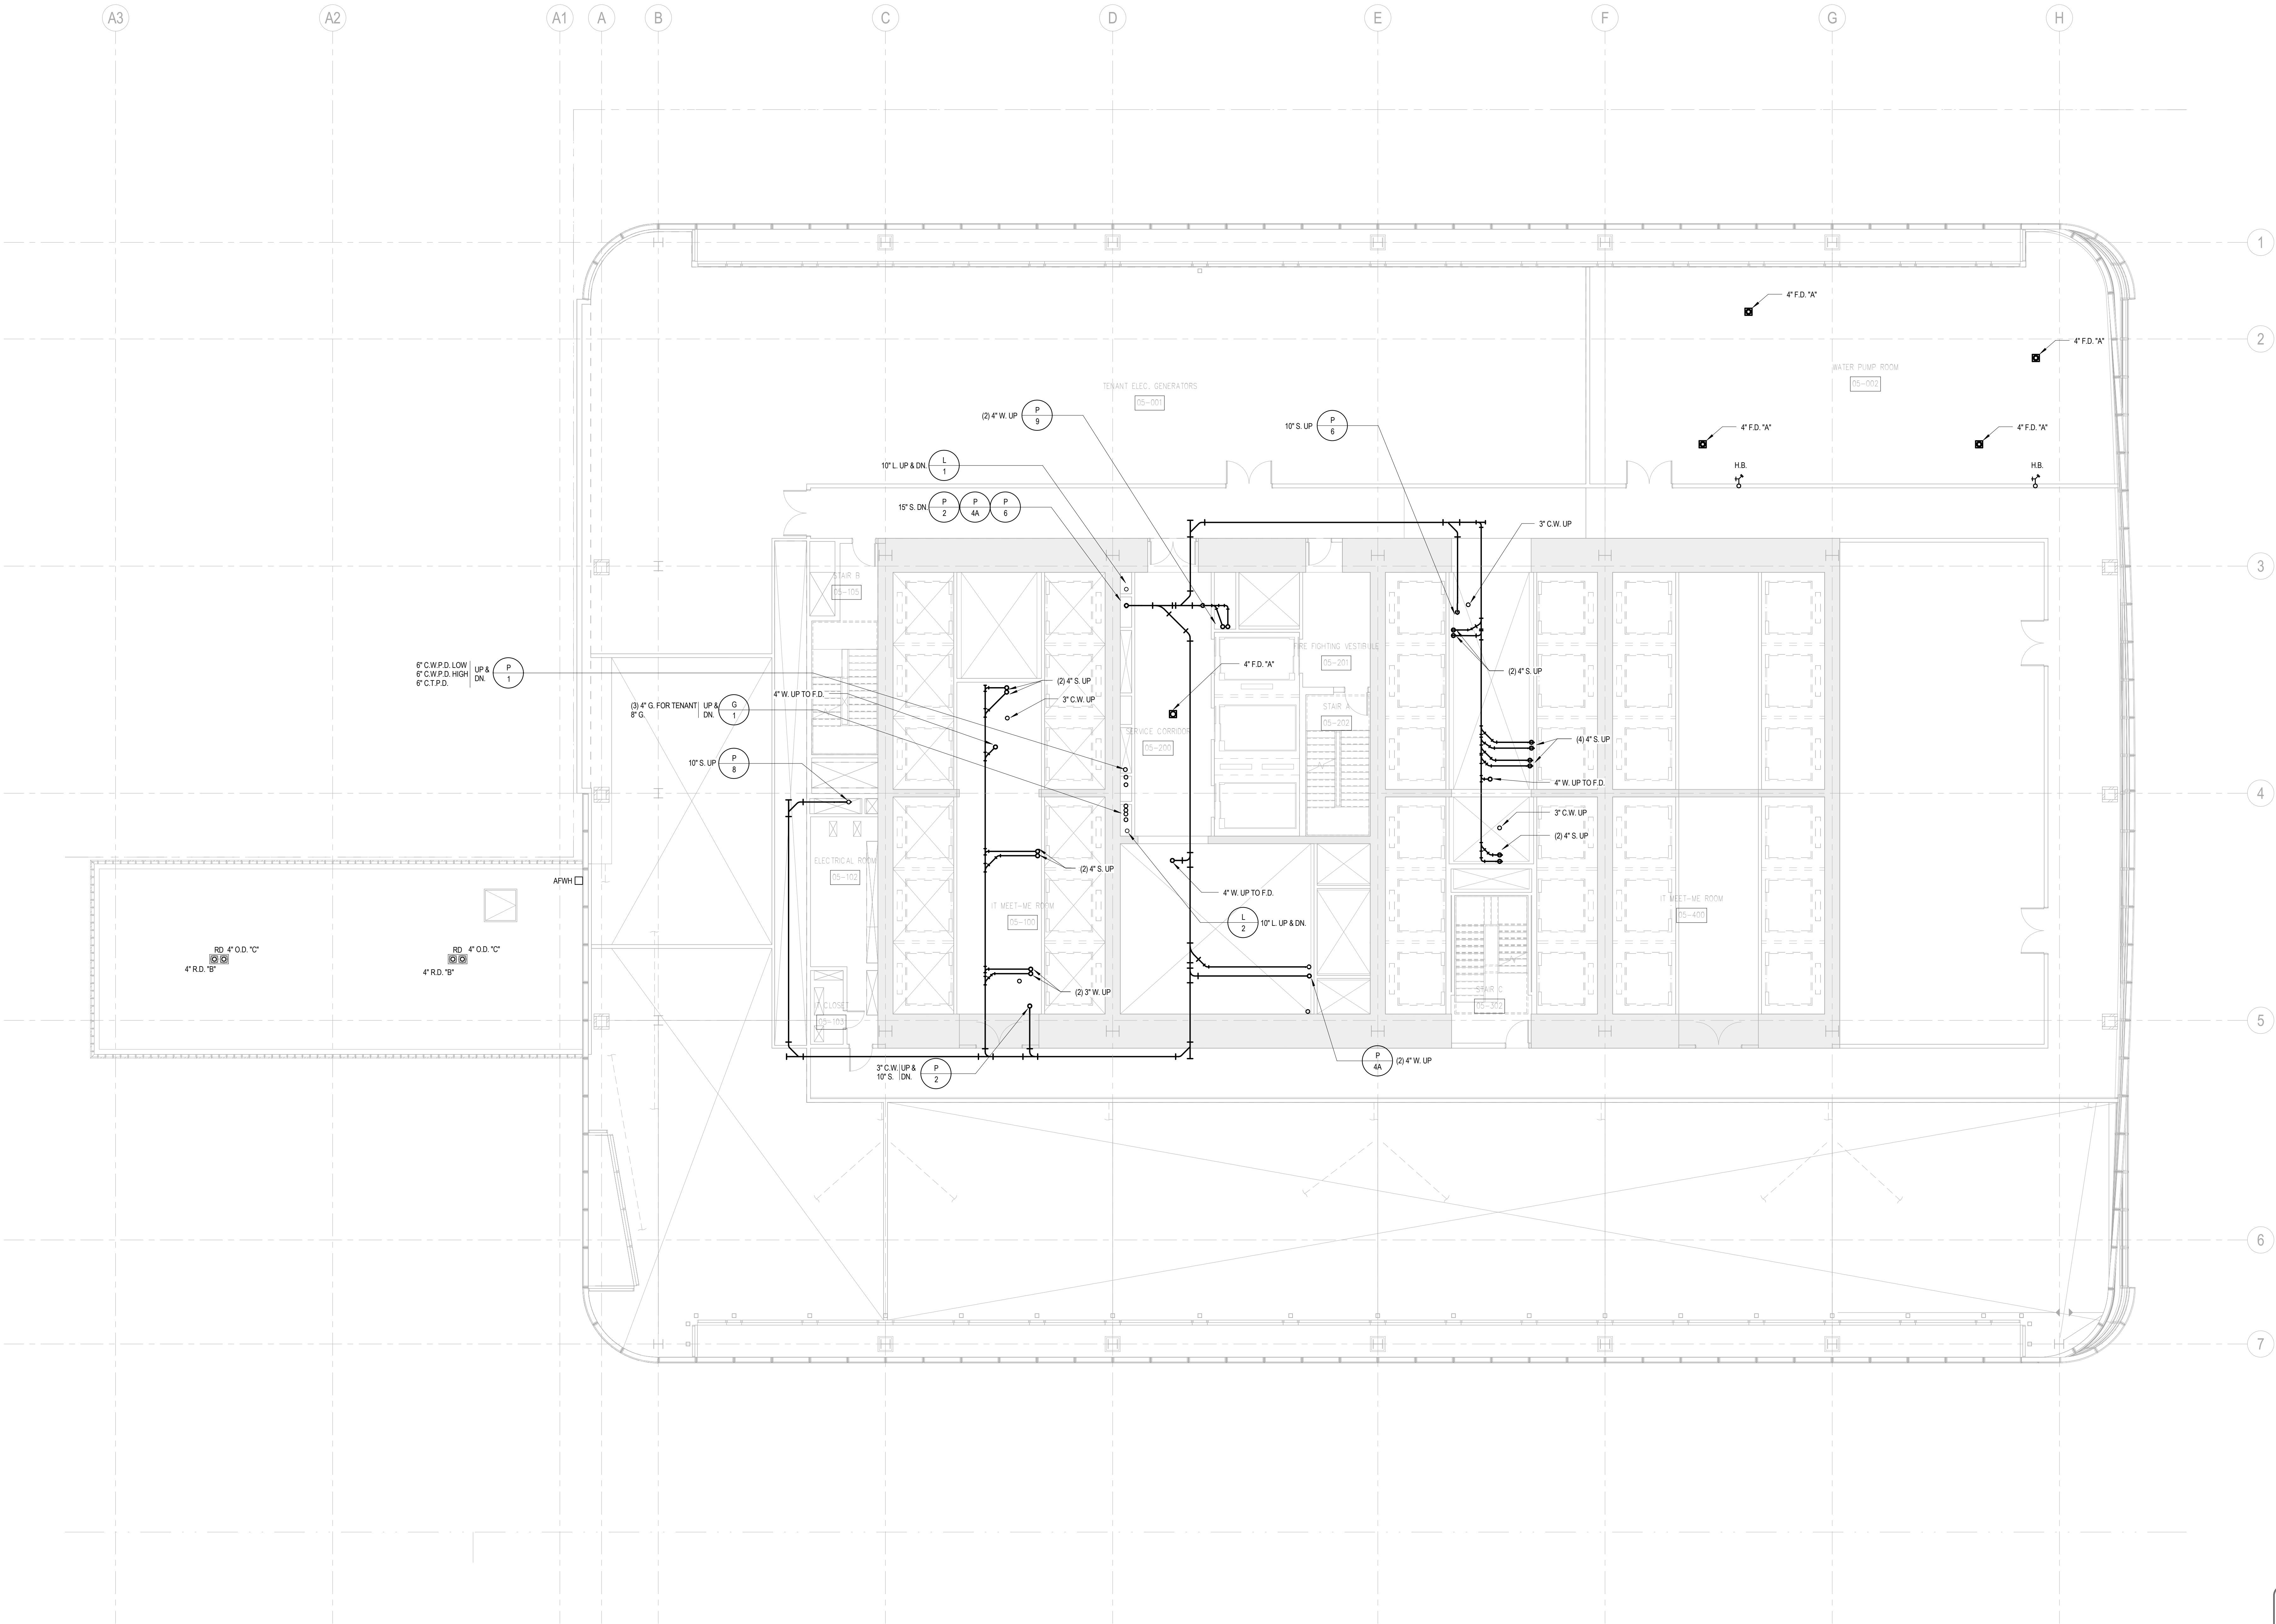 A3
A2
A1
A
B
C
D
E
F
G
H
1
2
3
4
5
6
7
4" F.D. "A"
4" F.D. "A"
4" F.D. "A"
4" F.D. "A"
WATER PUMP ROOM
05-002
H.B.
H.B.
TENANT ELEC. GENERATORS
05-001
(2) 4" W. UP
P
9
10" S. UP
P
6
10" L. UP & DN.
L
1
15" S. DN.
P
2
P
4A
P
6
3" C.W. UP
STAIR B
05-105
FIRE FIGHTING VESTIBULE
05-201
6" C.W.P.D. LOW
6" C.W.P.D. HIGH
6" C.T.P.D.
UP &
DN.
P
1
4" F.D. "A"
(2) 4" S. UP
(2) 4" S. UP
4" W. UP TO F.D.
3" C.W. UP
(3) 4" G. FOR TENANT
8" G.
UP &
DN.
G
1
STAIR A
05-202
SERVICE CORRIDOR
05-200
(4) 4" S. UP
10" S. UP
P
8
4" W. UP TO F.D.
3" C.W. UP
(2) 4" S. UP
ELECTRICAL ROOM
05-102
(2) 4" S. UP
AFWH
4" W. UP TO F.D.
IT MEET-ME ROOM
05-100
IT MEET-ME ROOM
05-400
L
2
10" L. UP & DN.
RD 4" O.D. "C"
4" R.D. "B"
RD 4" O.D. "C"
4" R.D. "B"
(2) 3" W. UP
STAIR C
05-302
IT CLOSET
05-103
3" C.W.
10" S.
UP &
DN.
P
2
P
4A
(2) 4" W. UP